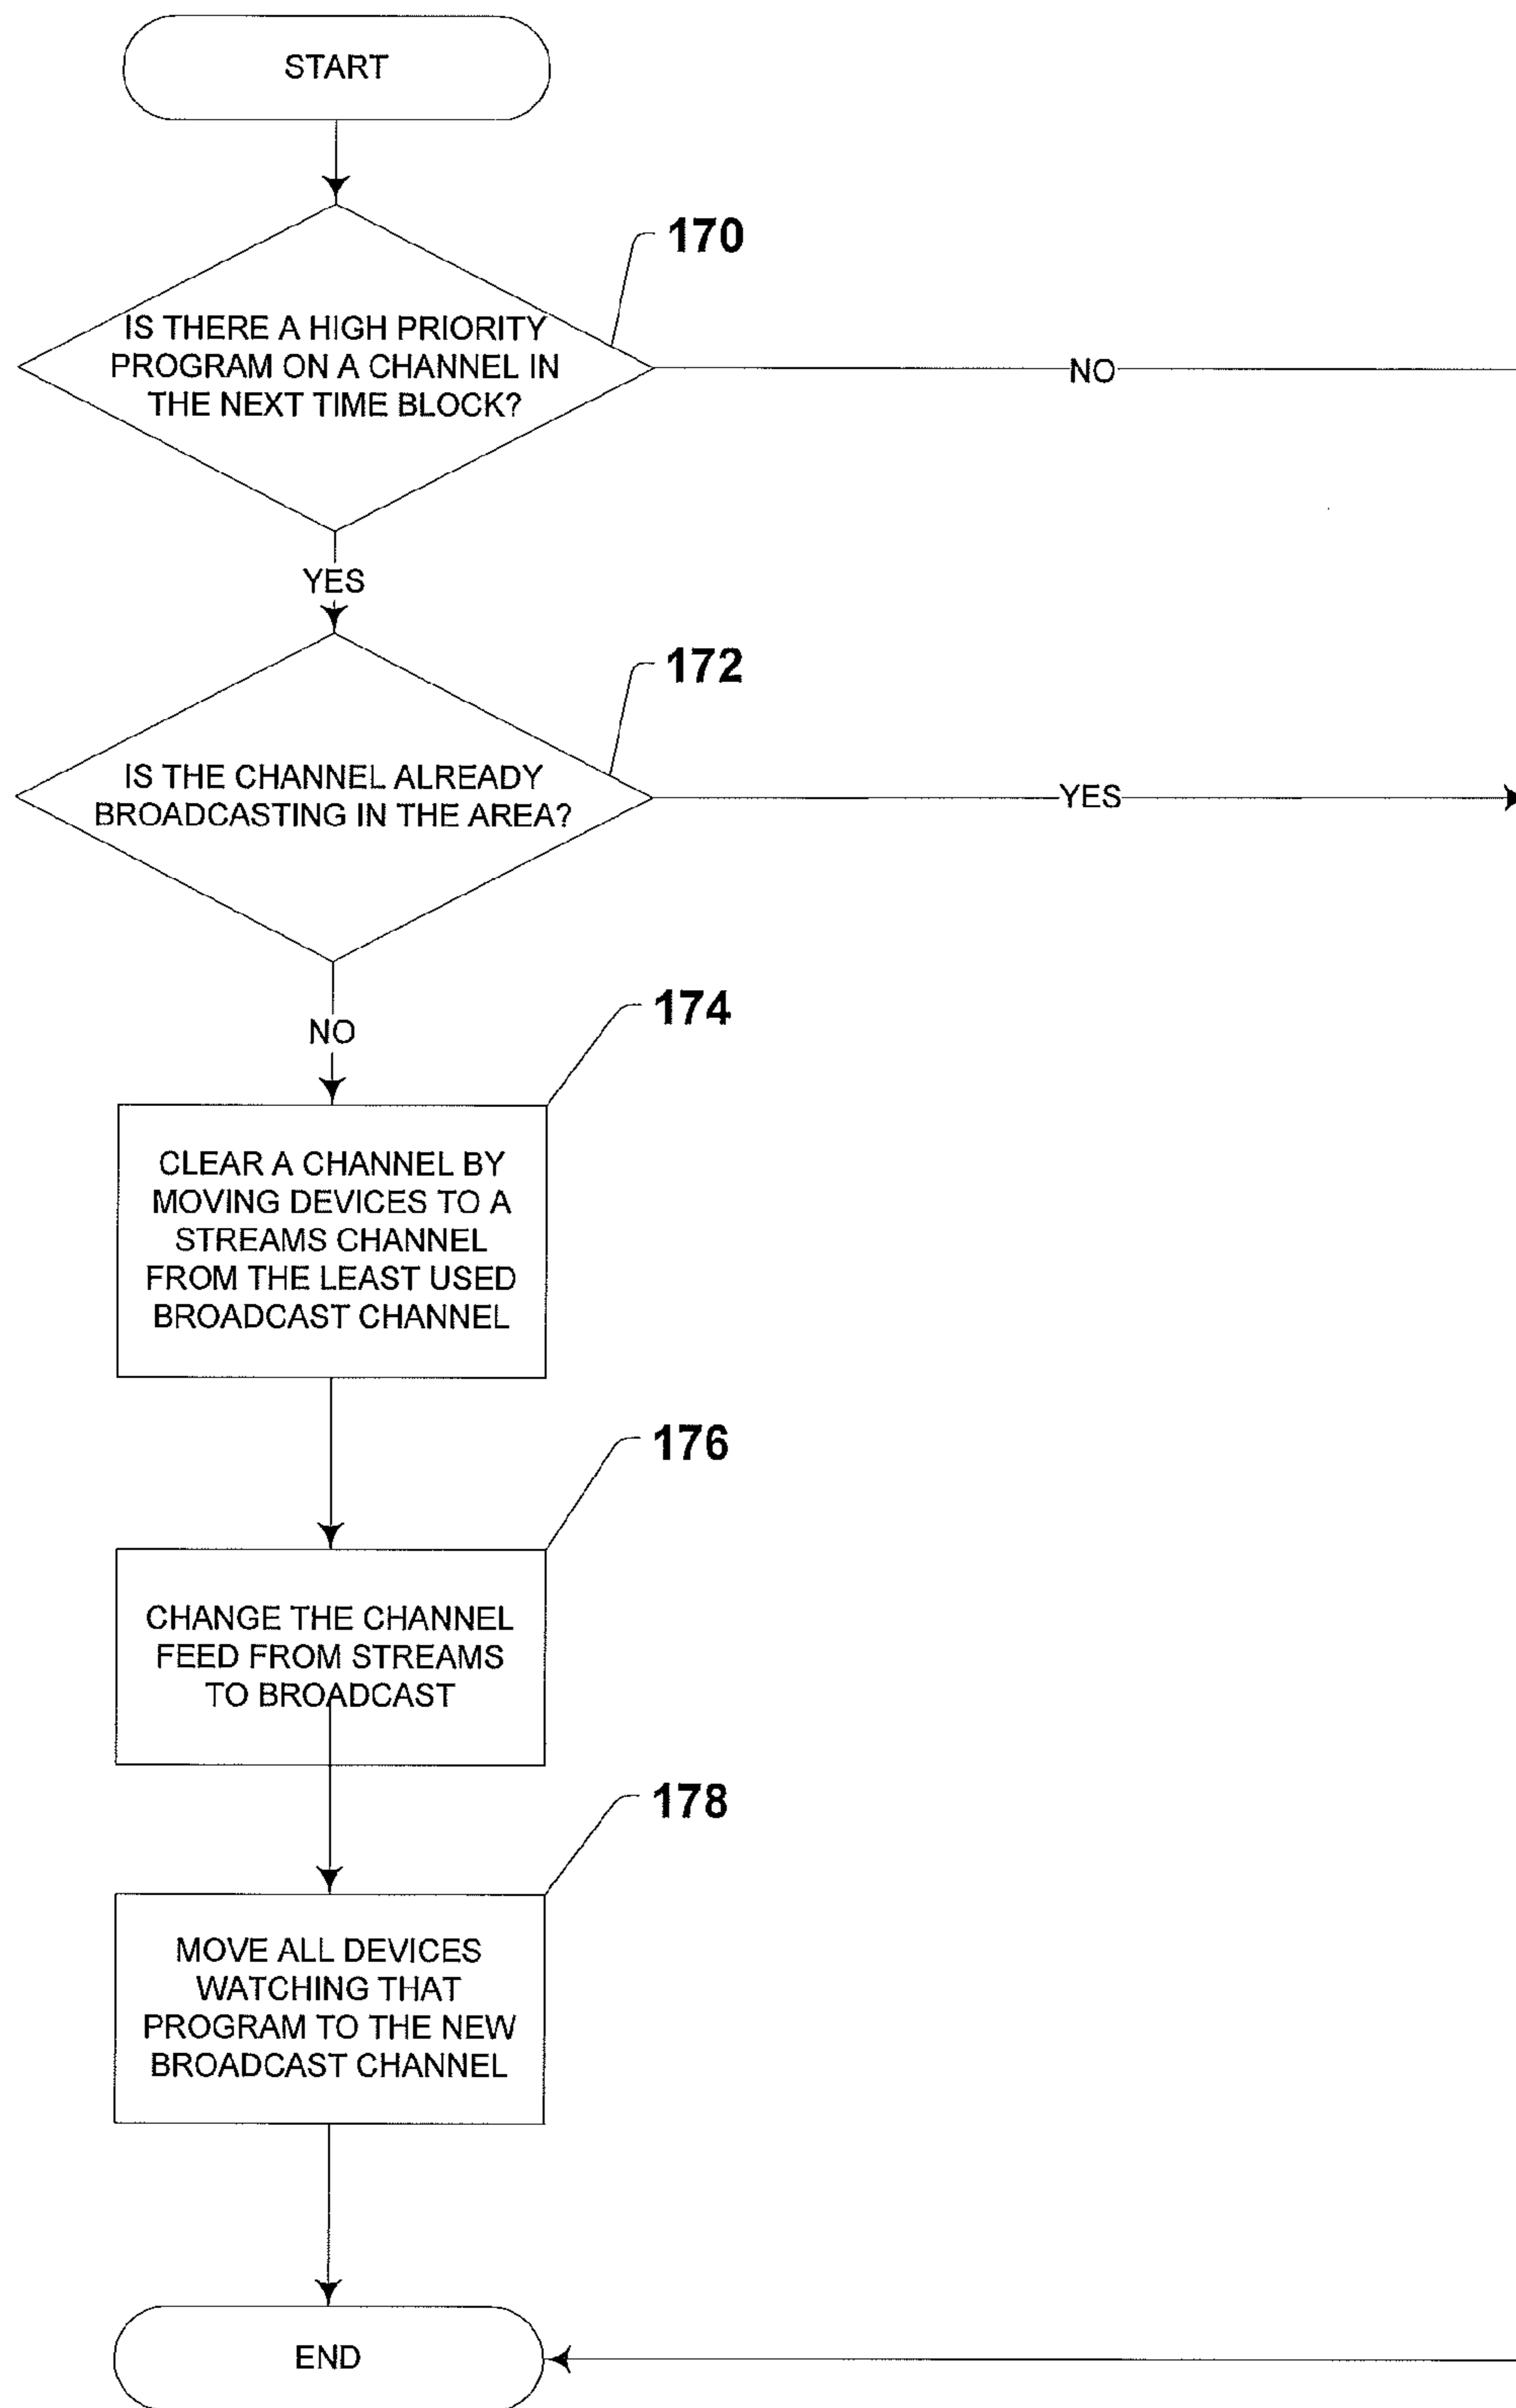 START
170
IS THERE A HIGH PRIORITY
PROGRAM ON A CHANNEL IN
THE NEXT TIME BLOCK?
NO
YES
172
IS THE CHANNEL ALREADY
BROADCASTING IN THE AREA?
YES
NO
174
CLEAR A CHANNEL BY
MOVING DEVICES TO A
STREAMS CHANNEL
FROM THE LEAST USED
BROADCAST CHANNEL
176
CHANGE THE CHANNEL
FEED FROM STREAMS
TO BROADCAST
178
MOVE ALL DEVICES
WATCHING THAT
PROGRAM TO THE NEW
BROADCAST CHANNEL
END